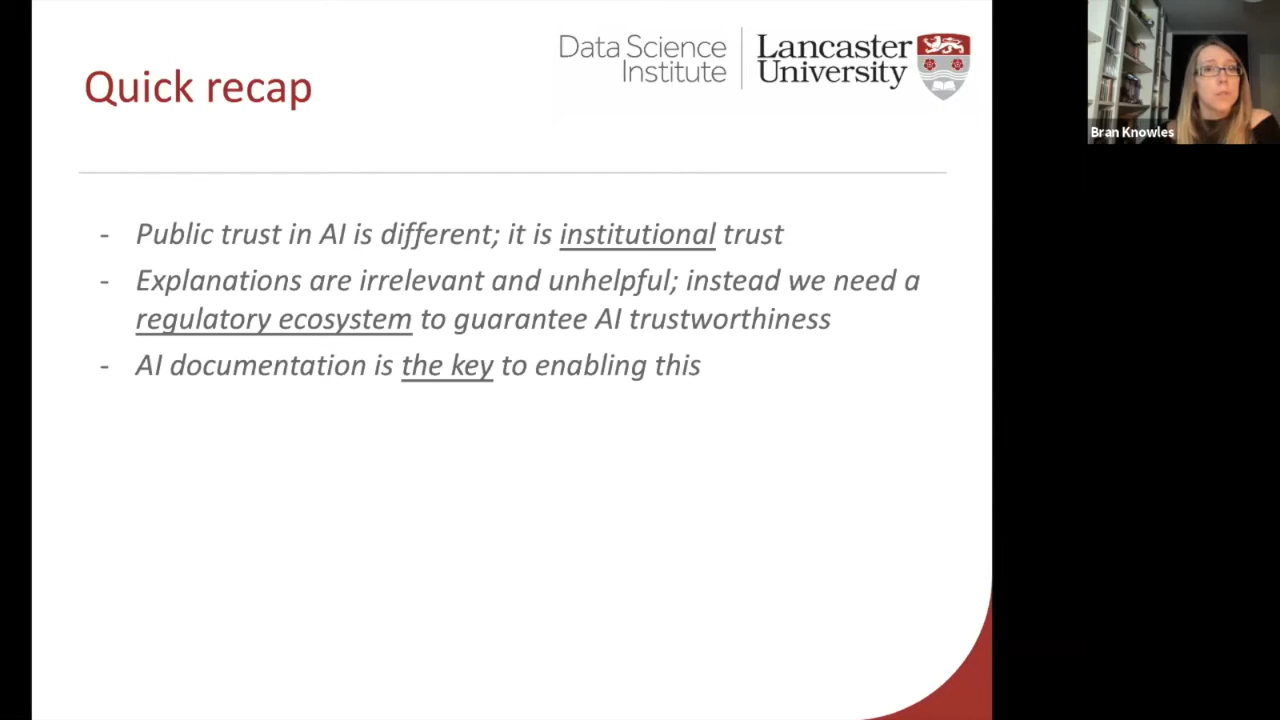 Quick recap
Data Science
Institute
Lancaster
University
- Public trust in AI is different; it is institutional trust
- Explanations are irrelevant and unhelpful; instead we need a
regulatory ecosystem to guarantee AI trustworthiness
- AI documentation is the key to enabling this
Bran Knowles